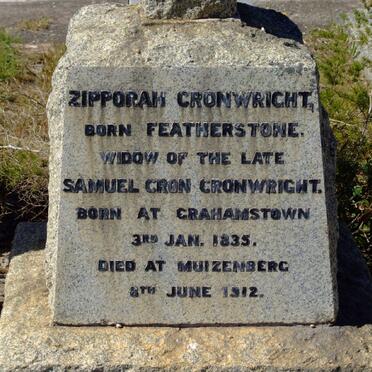 ZIPPORAH CRONWRIGHT,
BORN FEATHERSTONE.
WIDOW OF THE LATE
SAMUEL CRON CRONWRIGHT.
BORN AT GRAHAMSTOWN
3RD JAN. 1835.
DIED AT MUIZENBERG
8TH JUNE 1912.